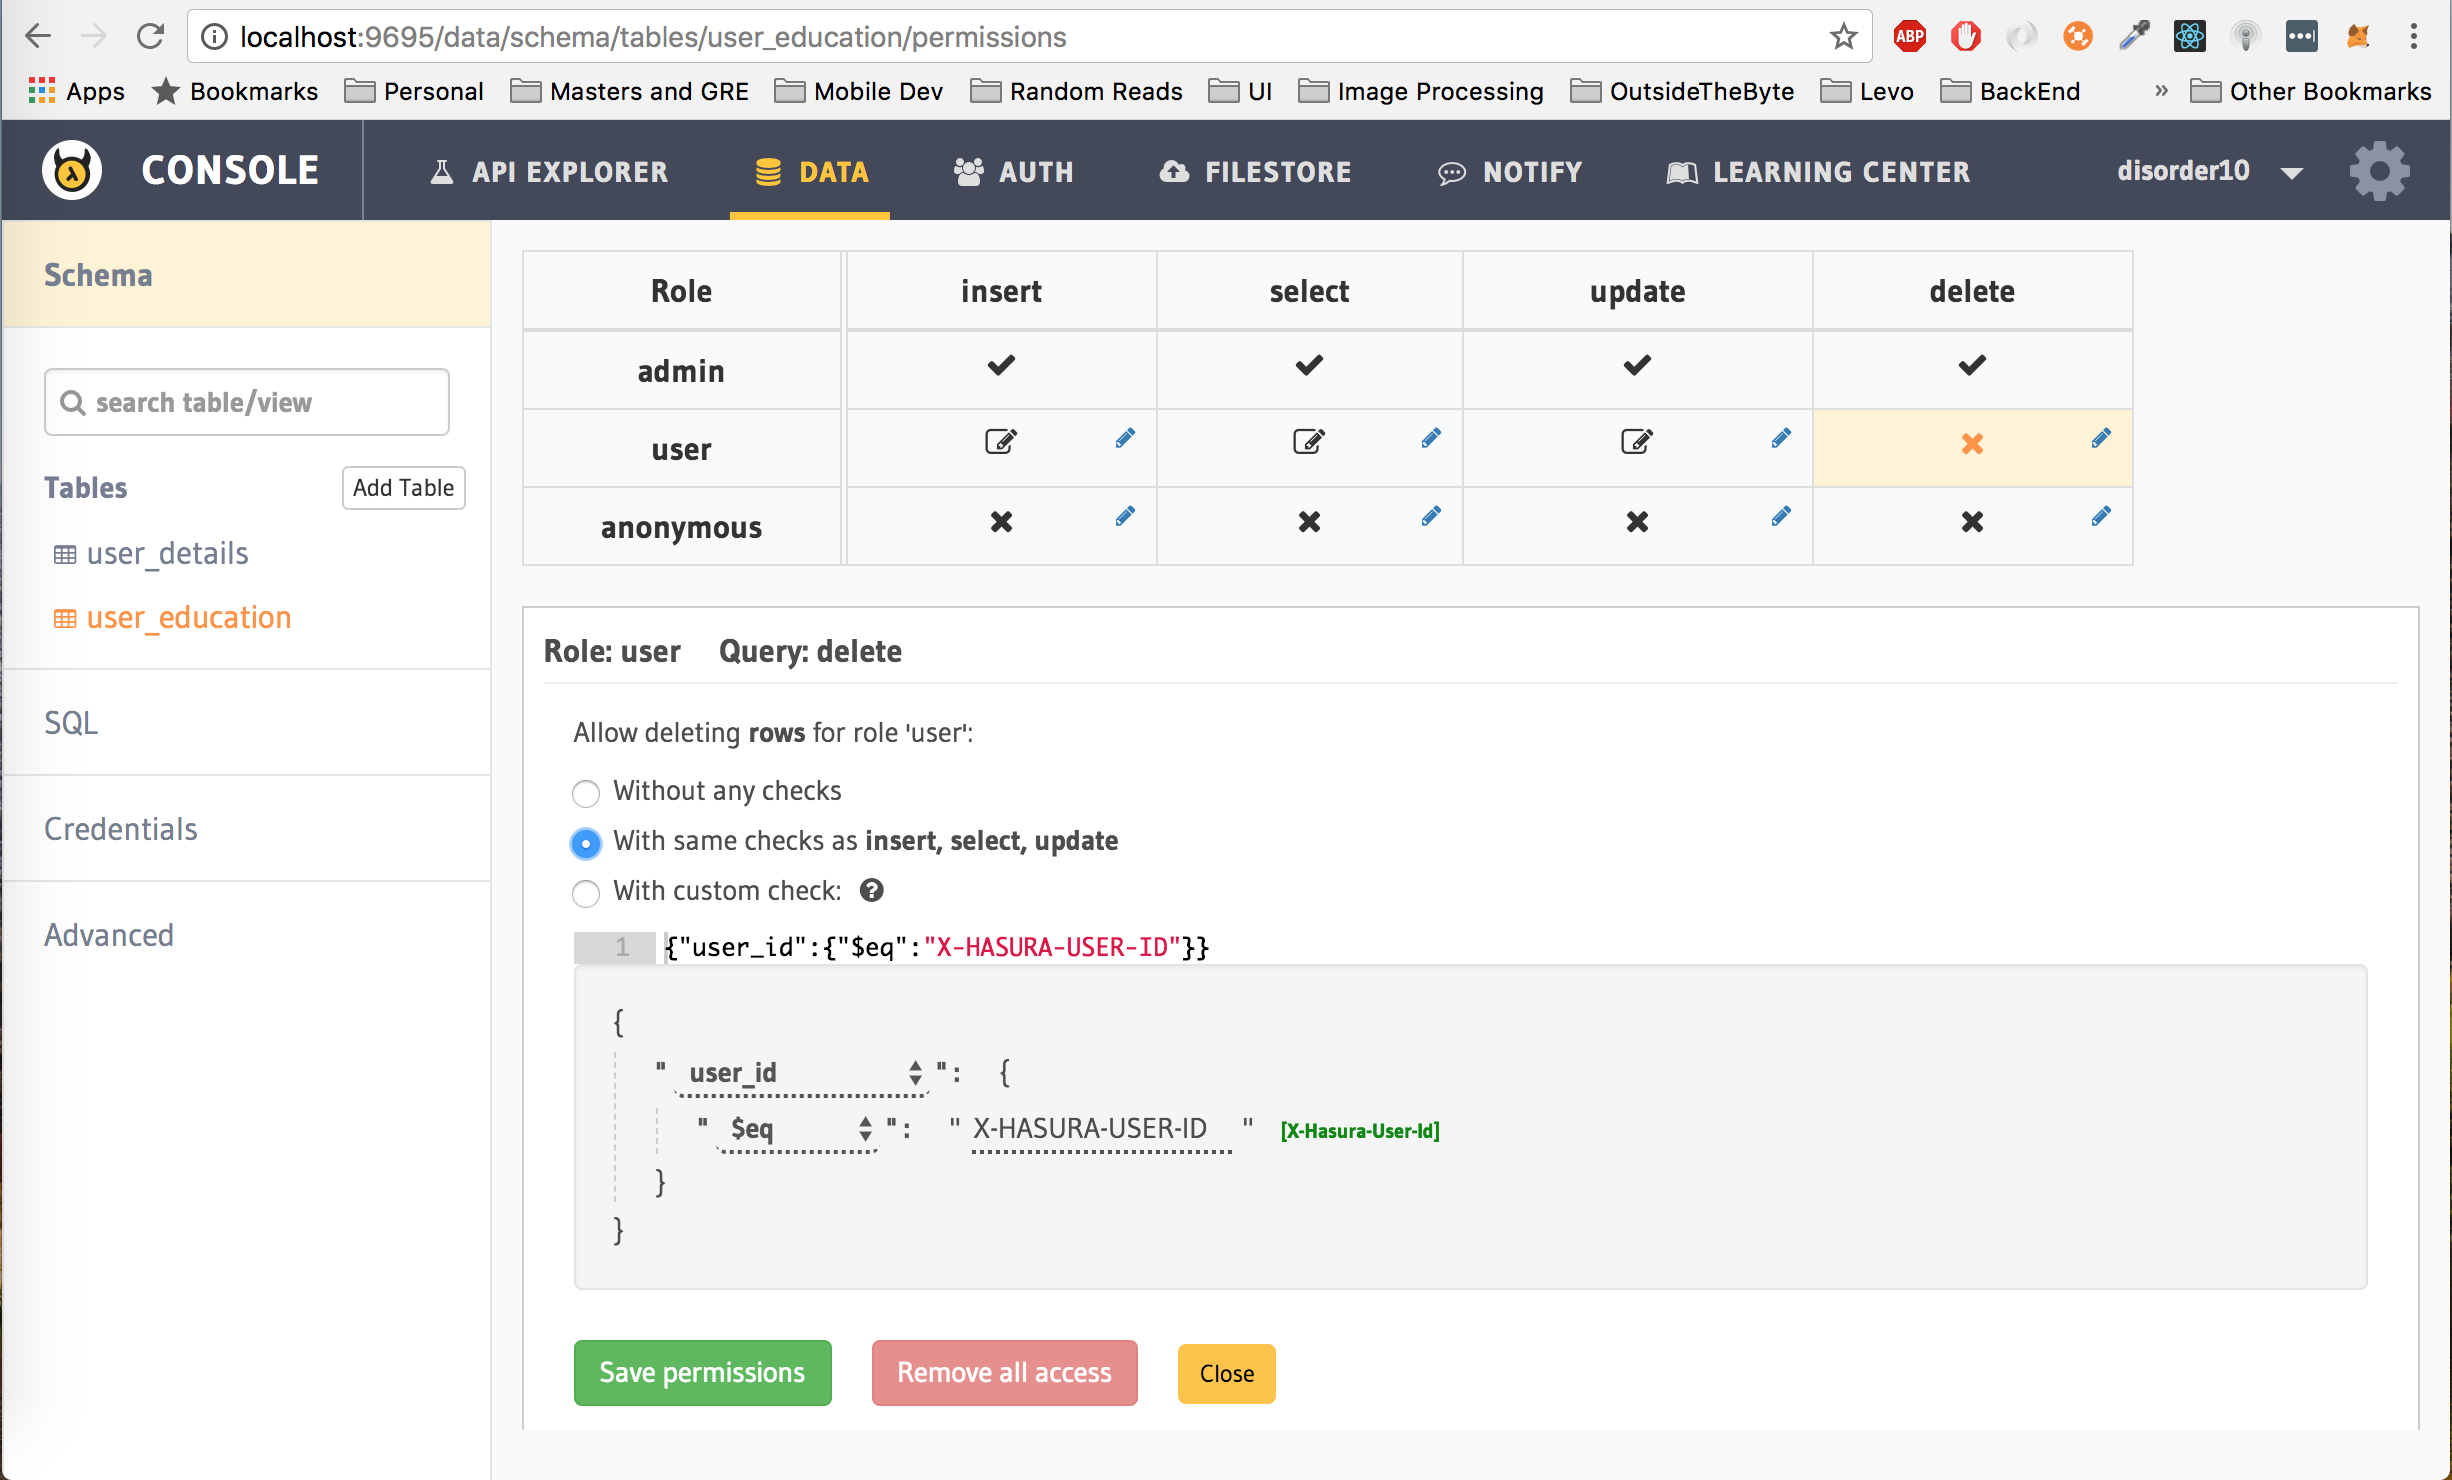 localhost:9695/data/schema/tables/user_education/permissions
ABP
Apps Bookmarks Personal Masters and GRE Mobile Dev Random Reads UI Image Processing OutsideTheByte Levo BackEnd » Other Bookmarks
CONSOLE API EXPLORER DATA AUTH FILESTORE NOTIFY LEARNING CENTER disorder10
Schema
search table/view
Tables Add Table
user_details
user_education
SQL
Credentials
Advanced
Role insert select update delete
admin
user
anonymous
Role: user Query: delete
Allow deleting rows for role 'user':
Without any checks
With same checks as insert, select, update
With custom check:
1 {"user_id":{"$eq":"X-HASURA-USER-ID"}}
{
" user_id ": {
" $eq ": " X-HASURA-USER-ID " [X-Hasura-User-Id]
}
}
Save permissions Remove all access Close